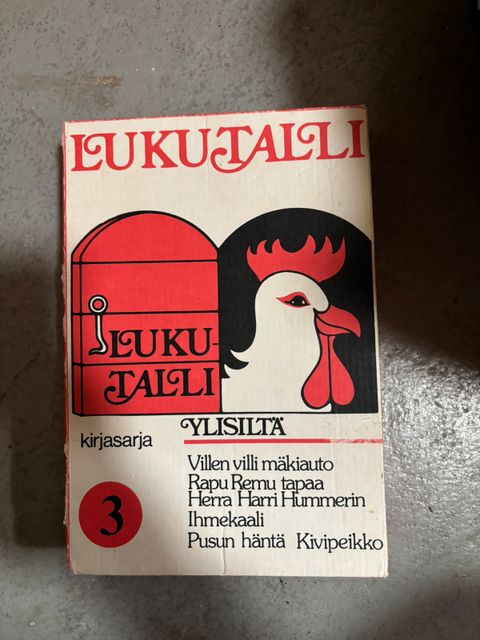 LUKUTALLI
LUKU-
TALLI
kirjasarja
YLISILTÄ
3
Villen villi mäkiauto
Rapu Remu tapaa
Herra Harri Hummerin
Ihmekaali
Pusun häntä Kivipeikko